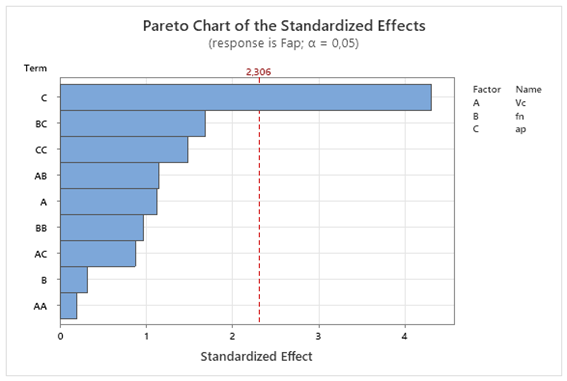 Pareto Chart of the Standardized Effects
(response is Fap; α = 0,05)
Term
2,306
C
BC
CC
AB
A
BB
AC
B
AA
0 1 2 3 4
Standardized Effect
Factor Name
A Vc
B fn
C ap